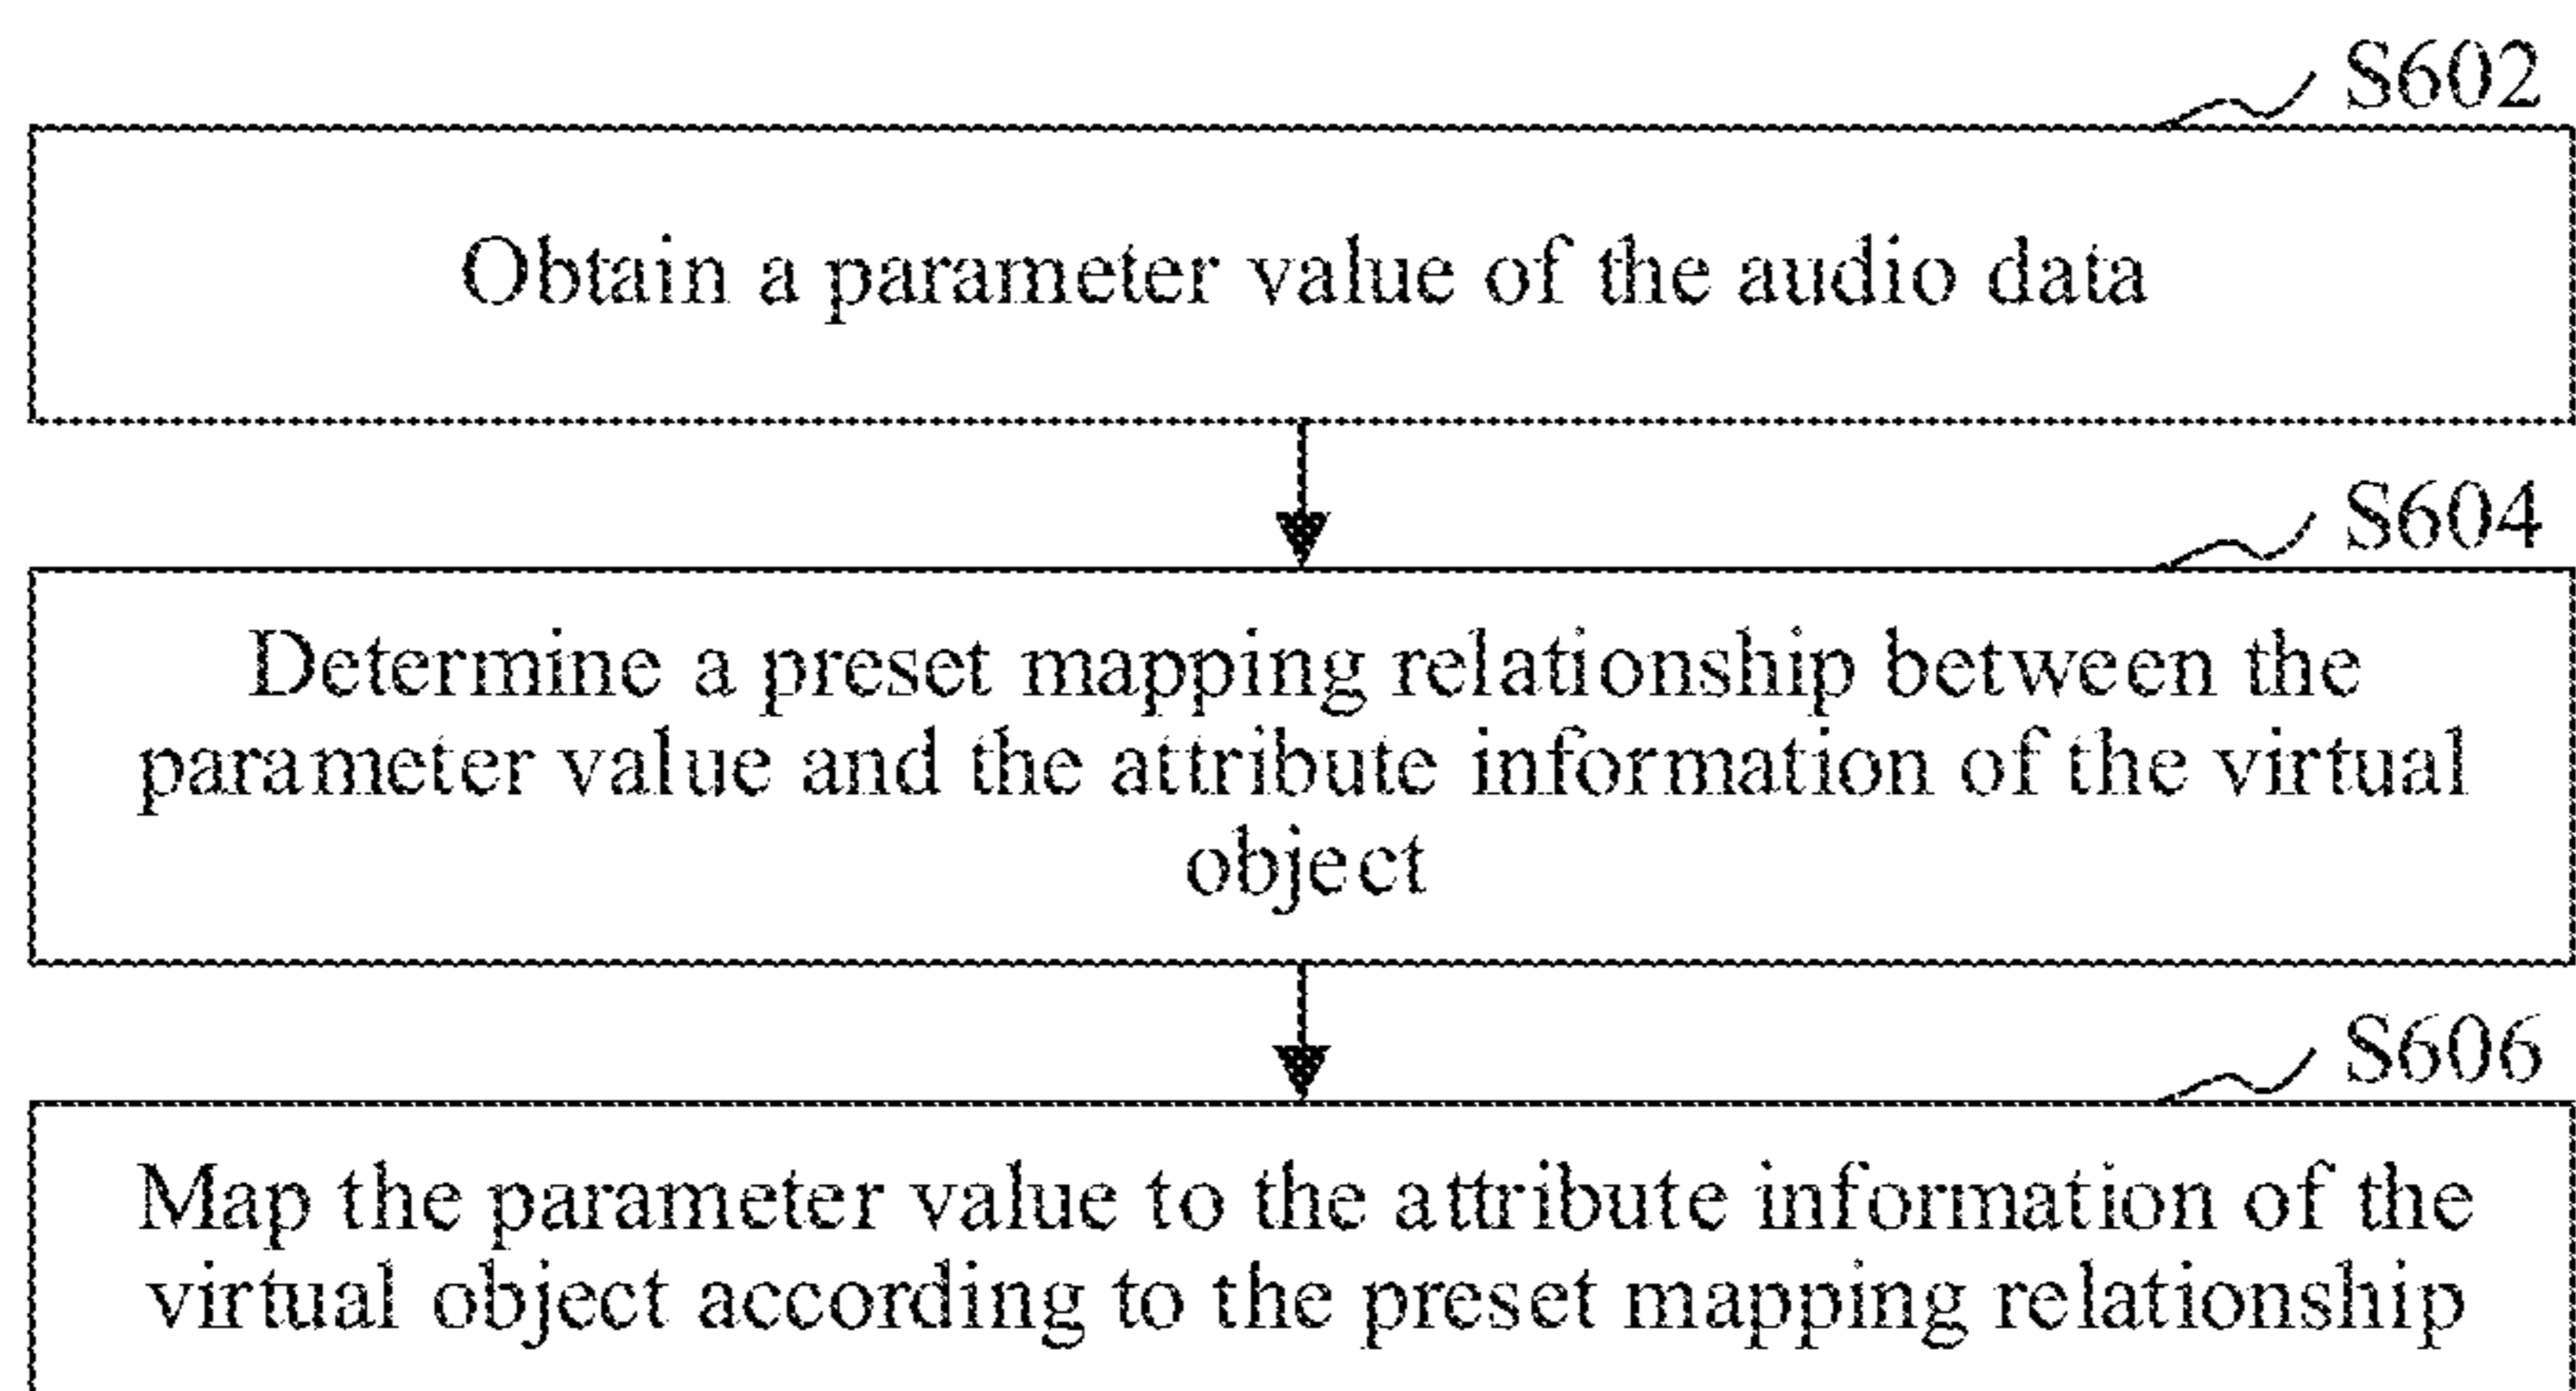 S602
Obtain a parameter value of the audio data
S604
Determine a preset mapping relationship between the
parameter value and the attribute information of the virtual
object
S606
Map the parameter value to the attribute information of the
virtual object according to the preset mapping relationship